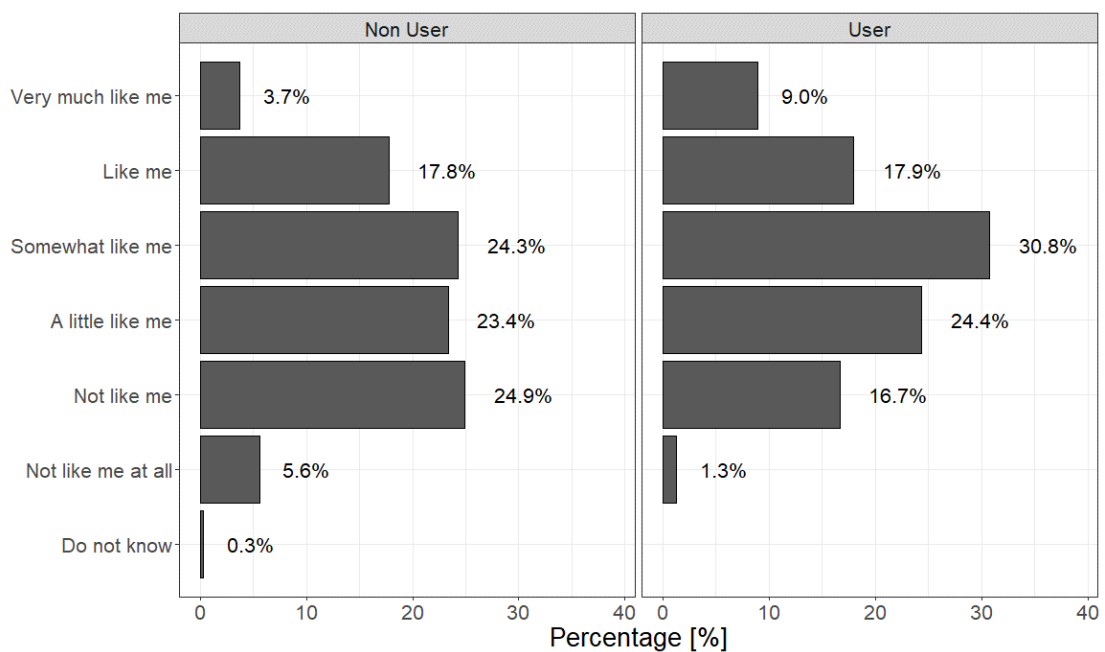 Non User User
Very much like me 3.7% 9.0%
Like me 17.8% 17.9%
Somewhat like me 24.3% 30.8%
A little like me 23.4% 24.4%
Not like me 24.9% 16.7%
Not like me at all 5.6% 1.3%
Do not know 0.3%
0 10 20 30 40 0 10 20 30 40
Percentage [%]